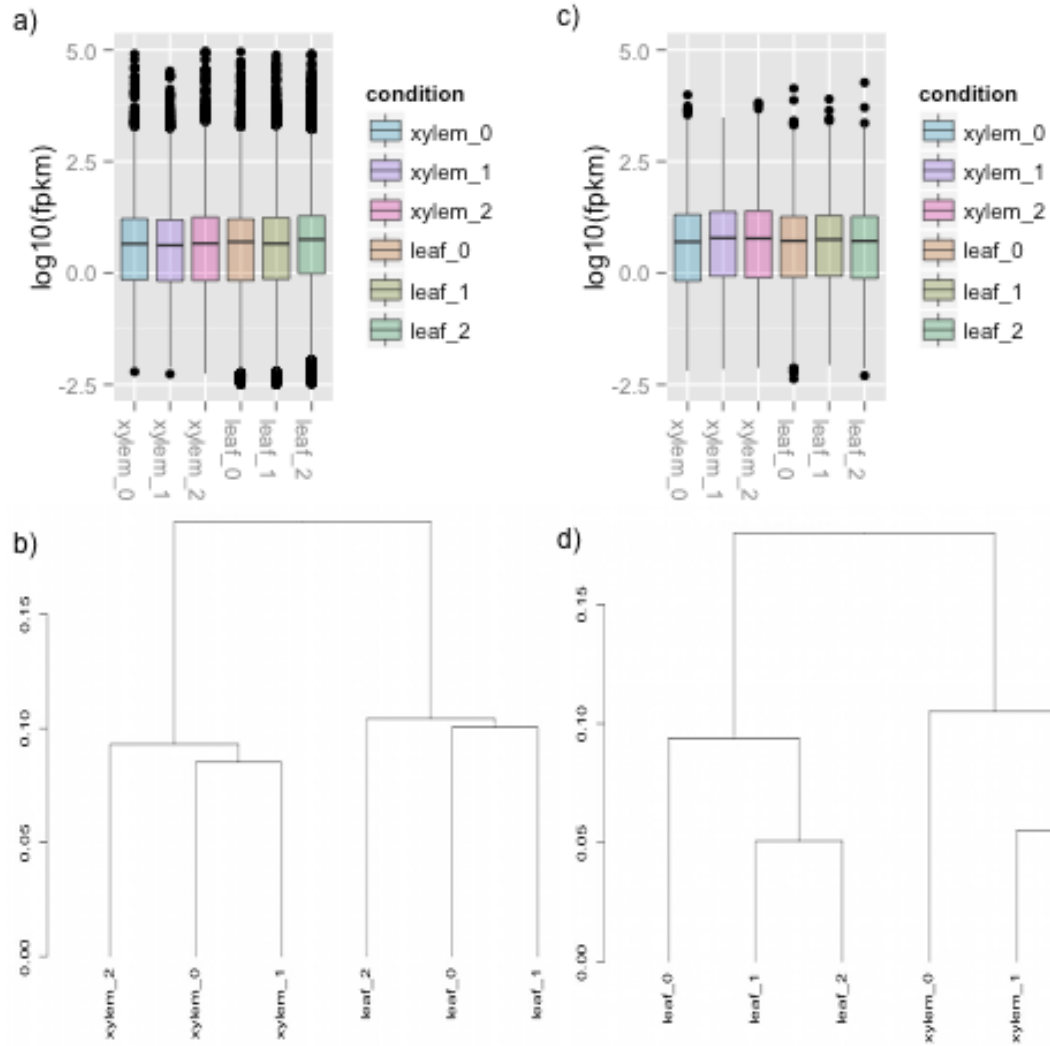 a)
5.0
2.5
0.0
-2.5
log10(fpkm)
xylem_0
xylem_1
xylem_2
leaf_0
leaf_1
leaf_2
condition
xylem_0
xylem_1
xylem_2
leaf_0
leaf_1
leaf_2
c)
5.0
2.5
0.0
-2.5
log10(fpkm)
xylem_0
xylem_1
xylem_2
leaf_0
leaf_1
leaf_2
condition
xylem_0
xylem_1
xylem_2
leaf_0
leaf_1
leaf_2
b)
0.15
0.10
0.05
0.00
xylem_2
xylem_0
xylem_1
leaf_2
leaf_0
leaf_1
d)
0.15
0.10
0.05
0.00
leaf_0
leaf_1
leaf_2
xylem_0
xylem_1